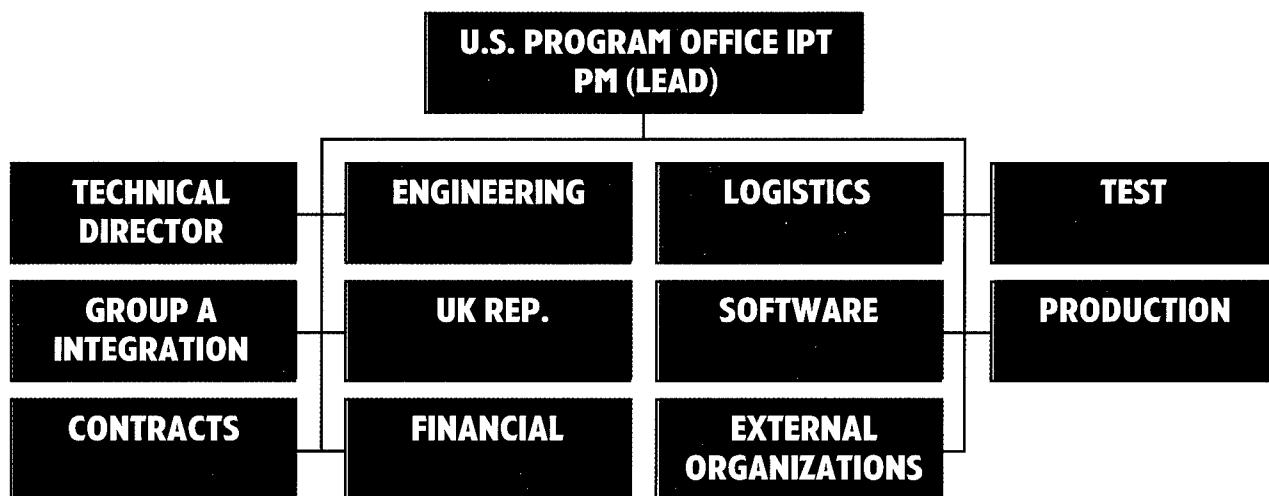 U.S. PROGRAM OFFICE IPT
PM (LEAD)
TECHNICAL
DIRECTOR
ENGINEERING
LOGISTICS
TEST
GROUP A
INTEGRATION
UK REP.
SOFTWARE
PRODUCTION
CONTRACTS
FINANCIAL
EXTERNAL
ORGANIZATIONS